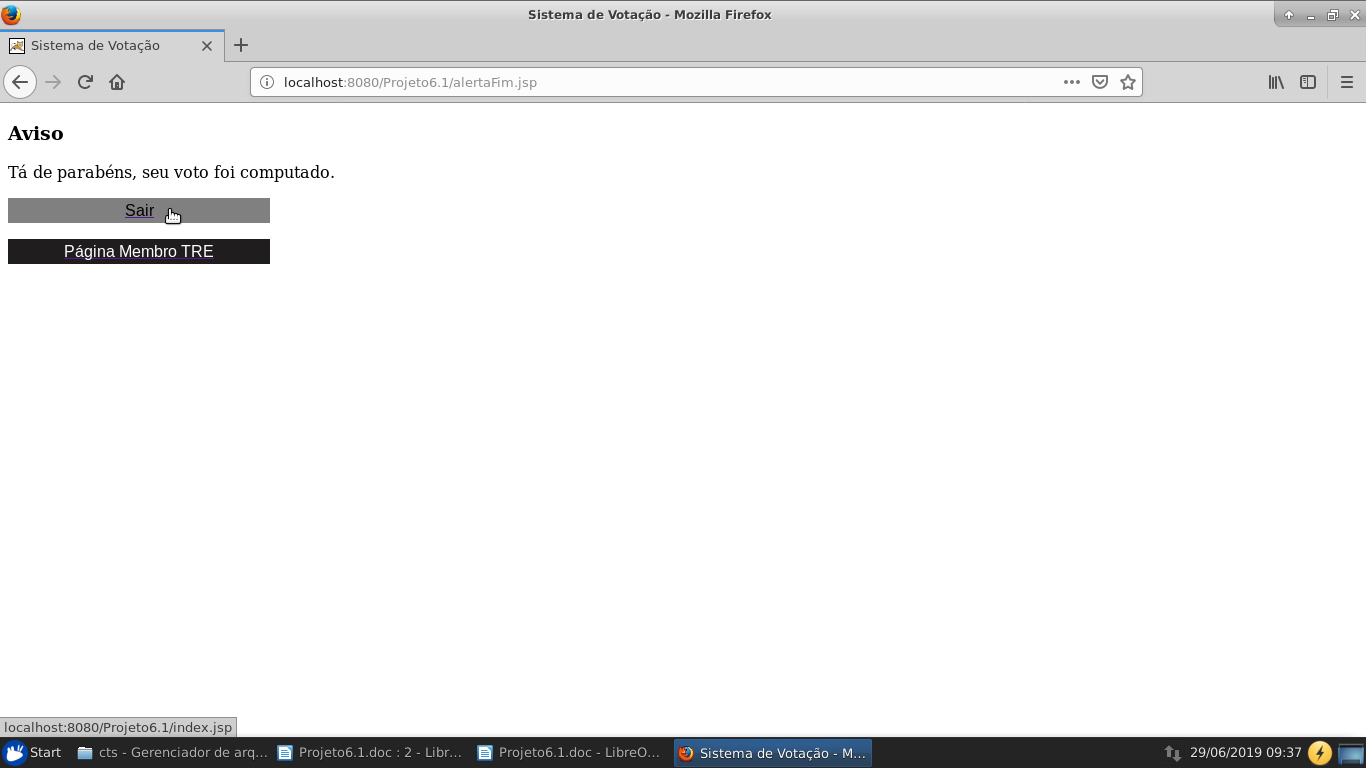 Sistema de Votação - Mozilla Firefox
Sistema de Votação
localhost:8080/Projeto6.1/alertaFim.jsp
Aviso
Tá de parabéns, seu voto foi computado.
Sair
Página Membro TRE
localhost:8080/Projeto6.1/index.jsp
Start cts - Gerenciador de arq... Projeto6.1.doc : 2 - Libr... Projeto6.1.doc - LibreO... Sistema de Votação - M... 29/06/2019 09:37